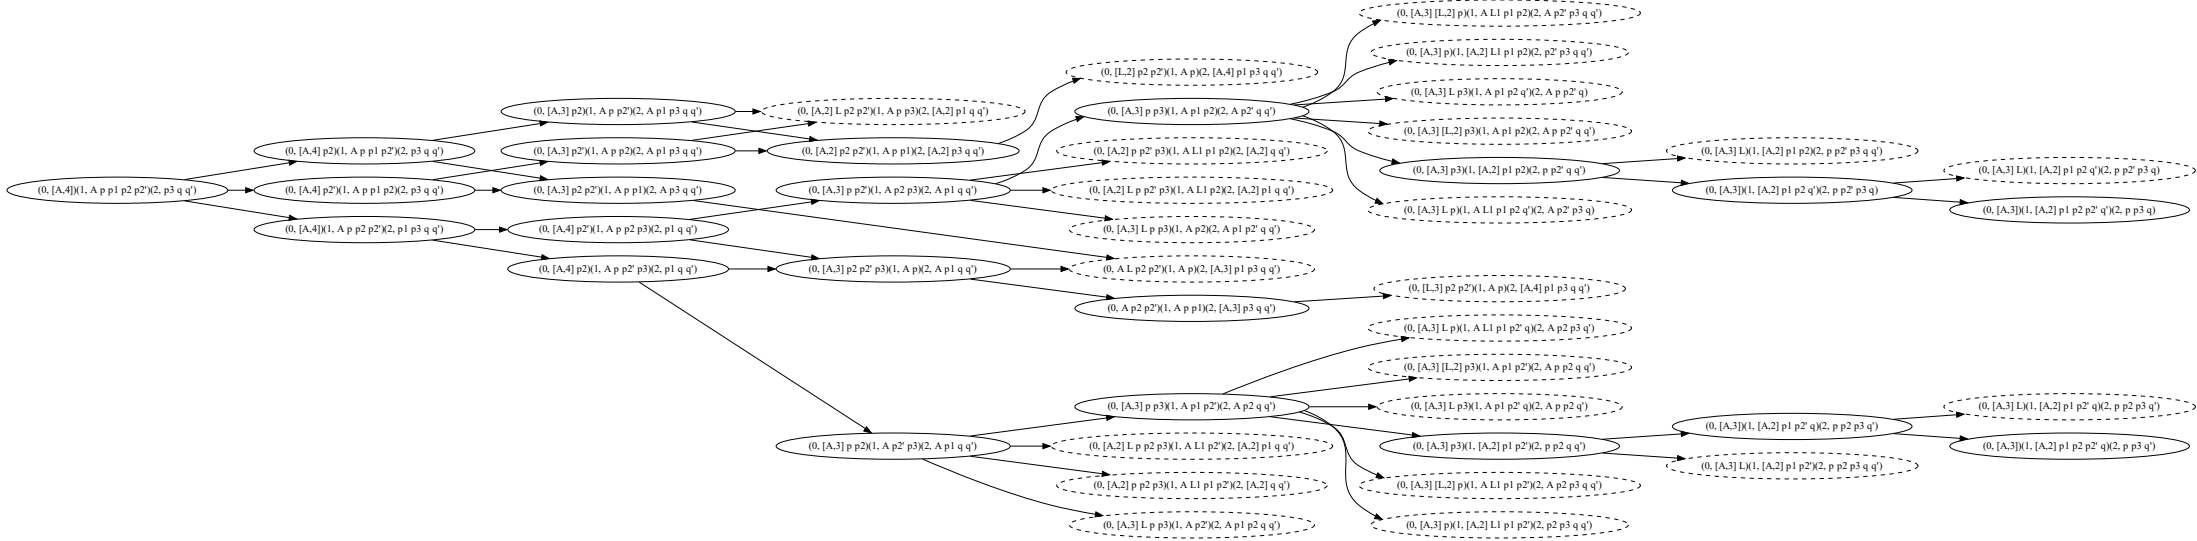 (0, [A,4])(1, A p p1 p2 p2')(2, p3 q q')
(0, [A,4] p2)(1, A p p1 p2')(2, p3 q q')
(0, [A,4] p2')(1, A p p1 p2)(2, p3 q q')
(0, [A,4])(1, A p p2 p2')(2, p1 p3 q q')
(0, [A,3] p2)(1, A p p2')(2, A p1 p3 q q')
(0, [A,3] p2')(1, A p p2)(2, A p1 p3 q q')
(0, [A,3] p2 p2')(1, A p p1)(2, A p3 q q')
(0, [A,4] p2')(1, A p p2 p3)(2, p1 q q')
(0, [A,4] p2)(1, A p p2' p3)(2, p1 q q')
(0, [A,2] L p2 p2')(1, A p p3)(2, [A,2] p1 q q')
(0, [A,2] p2 p2')(1, A p p1)(2, [A,2] p3 q q')
(0, [A,3] p p2')(1, A p2 p3)(2, A p1 q q')
(0, [A,3] p2 p2' p3)(1, A p)(2, A p1 q q')
(0, [A,3] p p2)(1, A p2' p3)(2, A p1 q q')
(0, [L,2] p2 p2')(1, A p)(2, [A,4] p1 p3 q q')
(0, [A,3] p p3)(1, A p1 p2)(2, A p2' q q')
(0, [A,2] p p2' p3)(1, A L1 p1 p2)(2, [A,2] q q')
(0, [A,2] L p p2' p3)(1, A L1 p2)(2, [A,2] p1 q q')
(0, [A,3] L p p3)(1, A p2)(2, A p1 p2' q q')
(0, A L p2 p2')(1, A p)(2, [A,3] p1 p3 q q')
(0, A p2 p2')(1, A p p1)(2, [A,3] p3 q q')
(0, [A,3] p p3)(1, A p1 p2')(2, A p2 q q')
(0, [A,2] L p p2 p3)(1, A L1 p2')(2, [A,2] p1 q q')
(0, [A,2] p p2 p3)(1, A L1 p1 p2')(2, [A,2] q q')
(0, [A,3] L p p3)(1, A p2')(2, A p1 p2 q q')
(0, [A,3] [L,2] p)(1, A L1 p1 p2)(2, A p2' p3 q q')
(0, [A,3] p)(1, [A,2] L1 p1 p2)(2, p2' p3 q q')
(0, [A,3] L p3)(1, A p1 p2 q')(2, A p p2' q)
(0, [A,3] [L,2] p3)(1, A p1 p2)(2, A p p2' q q')
(0, [A,3] p3)(1, [A,2] p1 p2)(2, p p2' q q')
(0, [A,3] L p)(1, A L1 p1 p2 q')(2, A p2' p3 q)
(0, [L,3] p2 p2')(1, A p)(2, [A,4] p1 p3 q q')
(0, [A,3] L p)(1, A L1 p1 p2' q)(2, A p2 p3 q')
(0, [A,3] [L,2] p3)(1, A p1 p2')(2, A p p2 q q')
(0, [A,3] L p3)(1, A p1 p2' q)(2, A p p2 q')
(0, [A,3] p3)(1, [A,2] p1 p2')(2, p p2 q q')
(0, [A,3] [L,2] p)(1, A L1 p1 p2')(2, A p2 p3 q q')
(0, [A,3] p)(1, [A,2] L1 p1 p2')(2, p2 p3 q q')
(0, [A,3] L)(1, [A,2] p1 p2)(2, p p2' p3 q q')
(0, [A,3])(1, [A,2] p1 p2 q')(2, p p2' p3 q)
(0, [A,3])(1, [A,2] p1 p2' q)(2, p p2 p3 q')
(0, [A,3] L)(1, [A,2] p1 p2')(2, p p2 p3 q q')
(0, [A,3] L)(1, [A,2] p1 p2 q')(2, p p2' p3 q)
(0, [A,3])(1, [A,2] p1 p2 p2' q')(2, p p3 q)
(0, [A,3] L)(1, [A,2] p1 p2' q)(2, p p2 p3 q')
(0, [A,3])(1, [A,2] p1 p2 p2' q)(2, p p3 q')